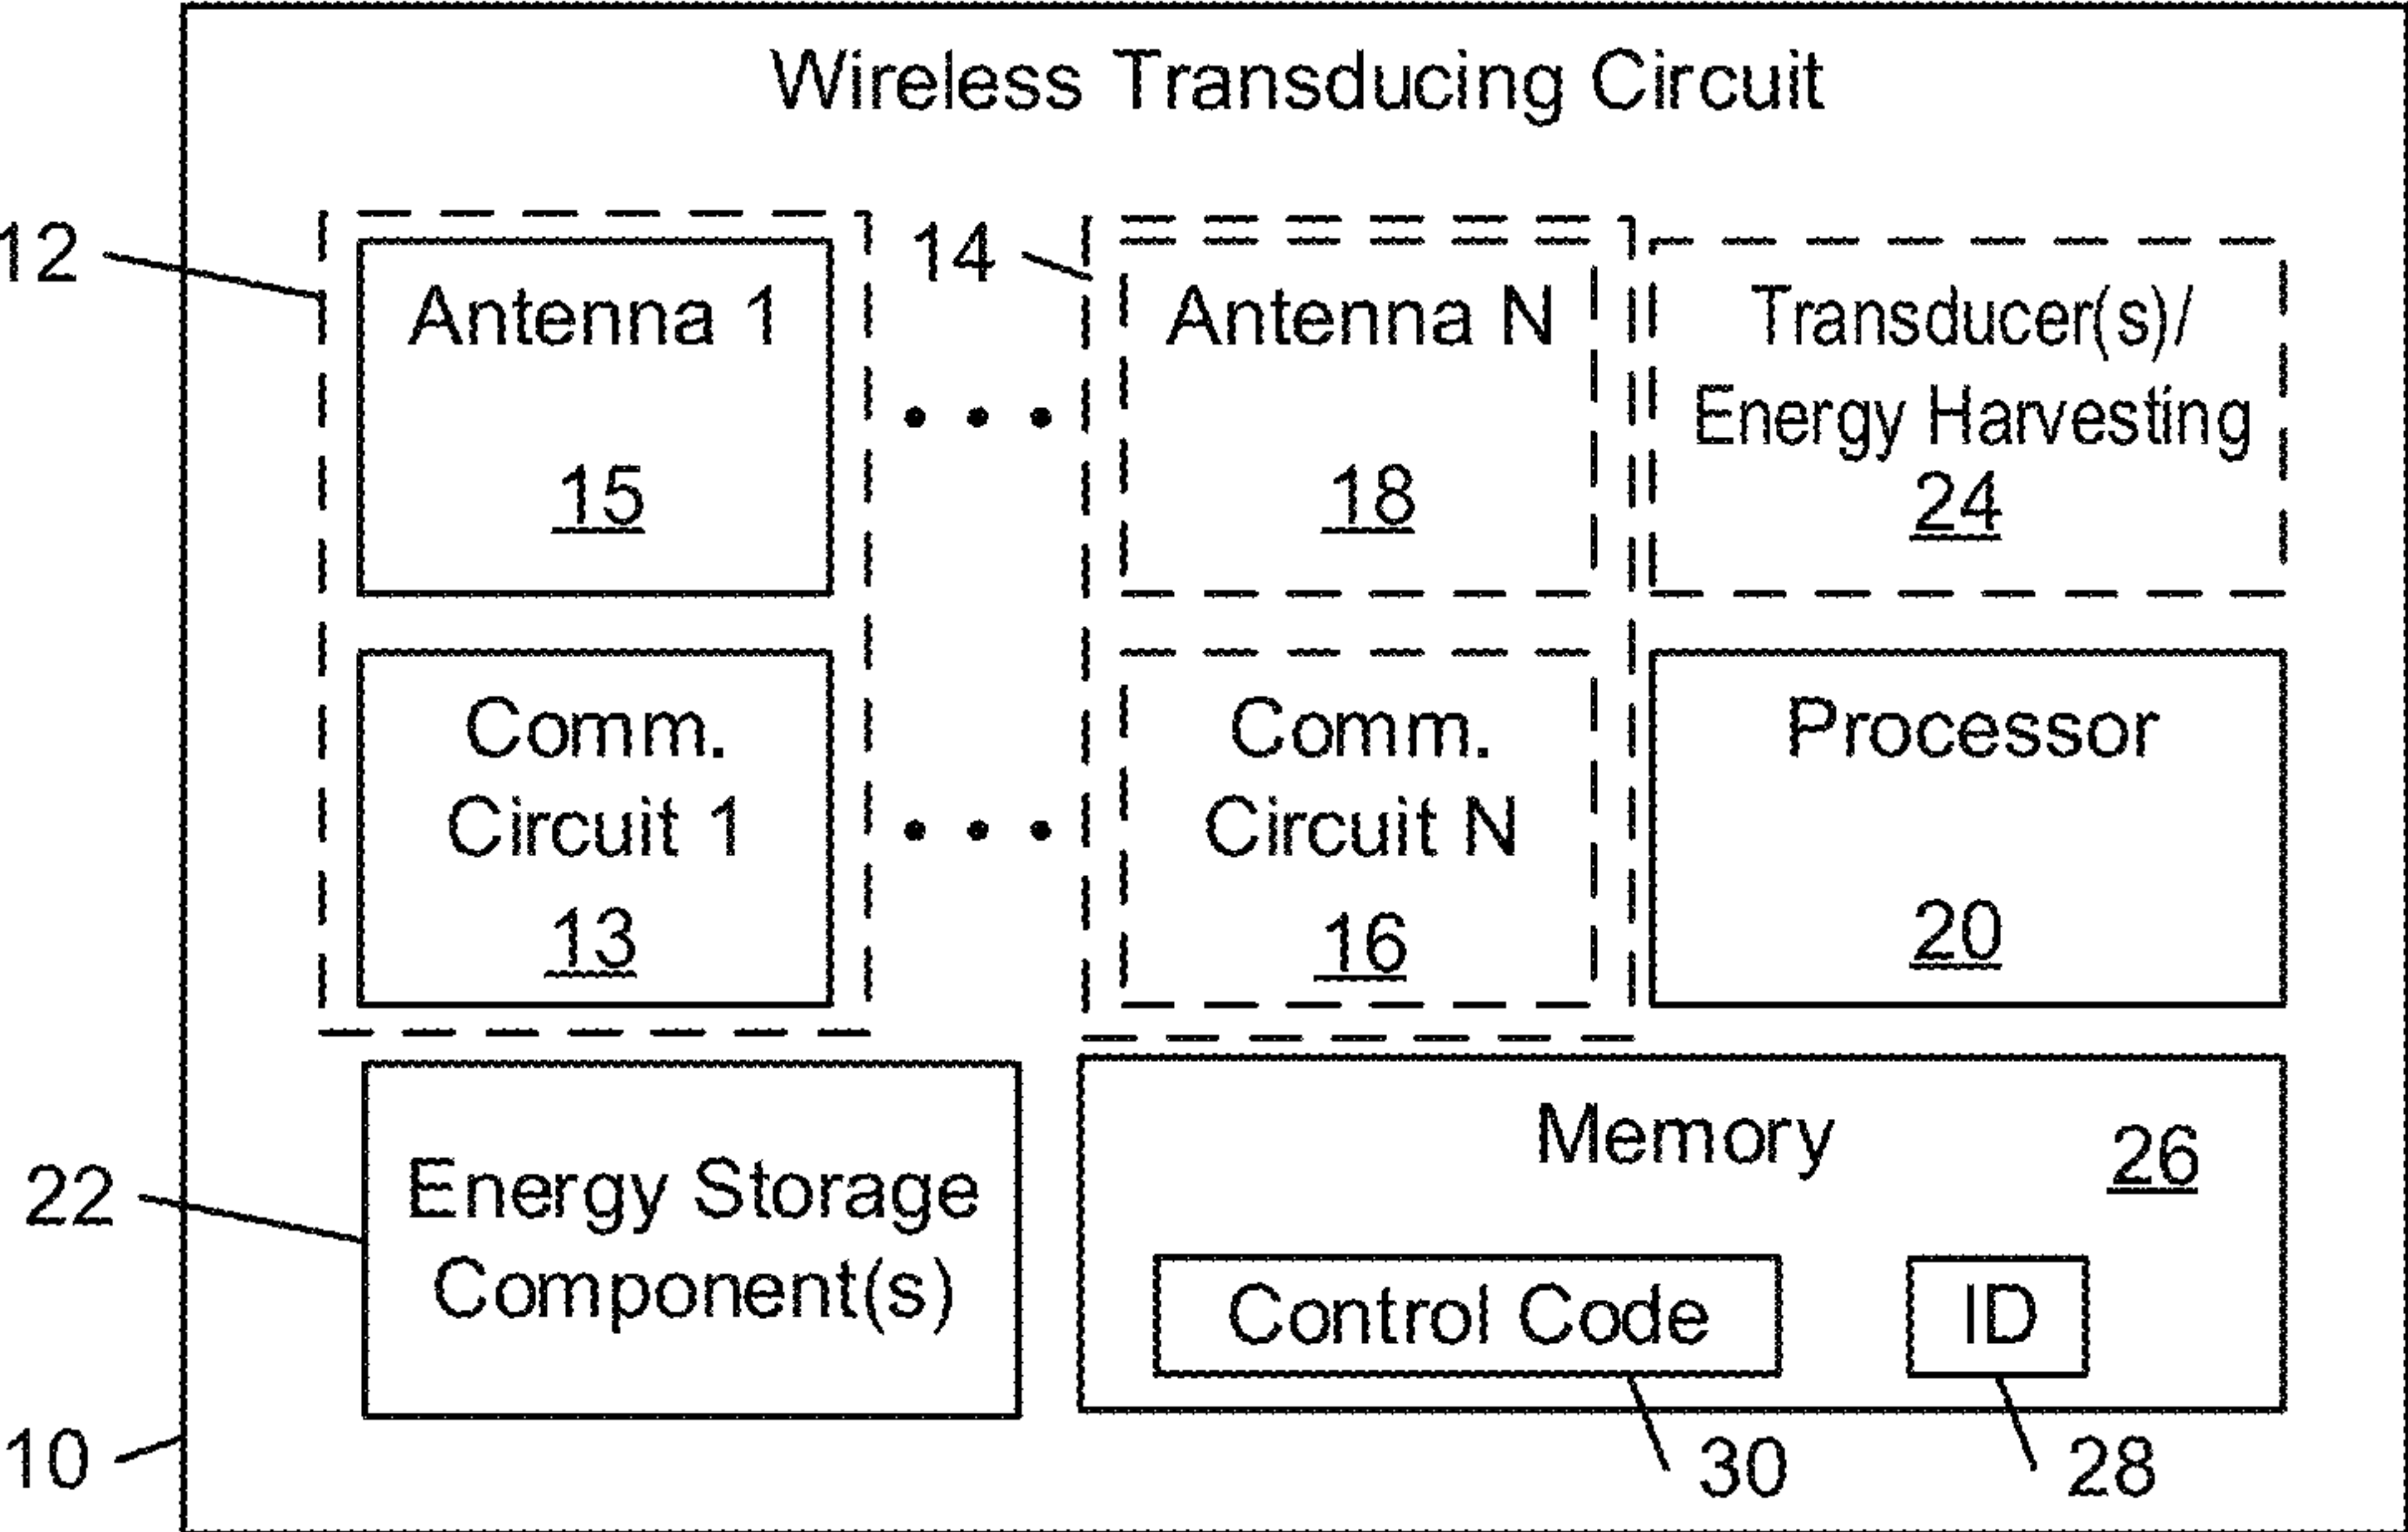 Wireless Transducing Circuit
12
Antenna 1
15
14
Antenna N
18
Transducer(s)/
Energy Harvesting
24
Comm.
Circuit 1
13
Comm.
Circuit N
16
Processor
20
22
Energy Storage
Component(s)
Memory
26
Control Code
ID
10
30
28